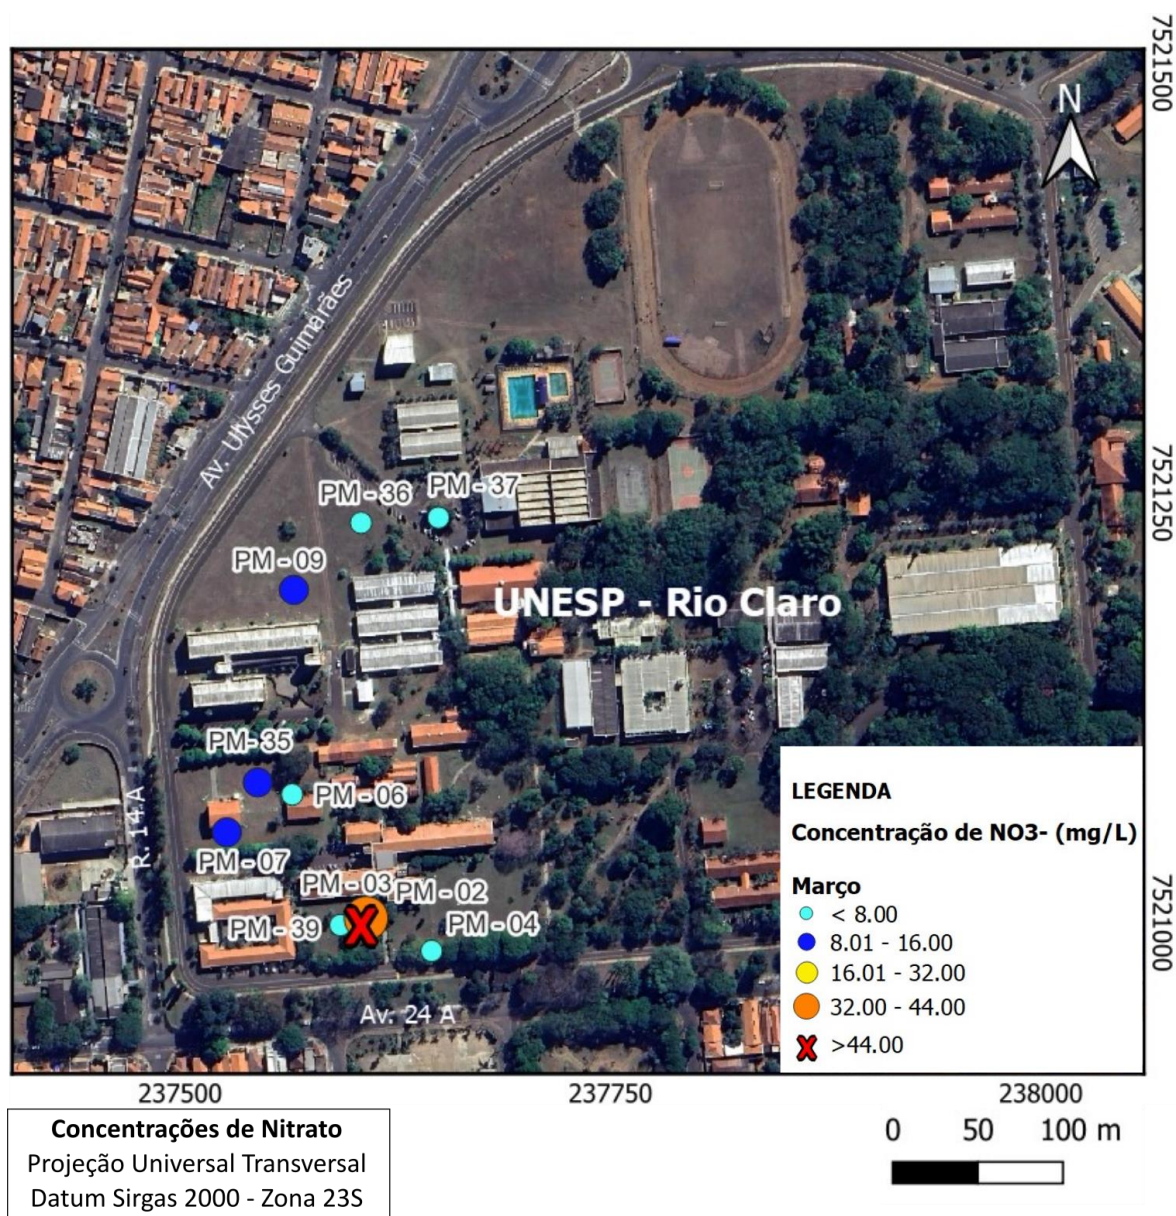 7521500
N
Av. Ulysses Guimarães
PM - 36
PM - 37
7521250
PM - 09
UNESP - Rio Claro
PM - 35
PM - 06
R. 14 A
PM - 07
PM - 03
PM - 02
PM - 39
PM - 04
Av. 24 A
7521000
LEGENDA
Concentração de NO3- (mg/L)
Março
< 8.00
8.01 - 16.00
16.01 - 32.00
32.00 - 44.00
>44.00
237500
237750
238000
Concentrações de Nitrato
Projeção Universal Transversal
Datum Sirgas 2000 - Zona 23S
0 50 100 m